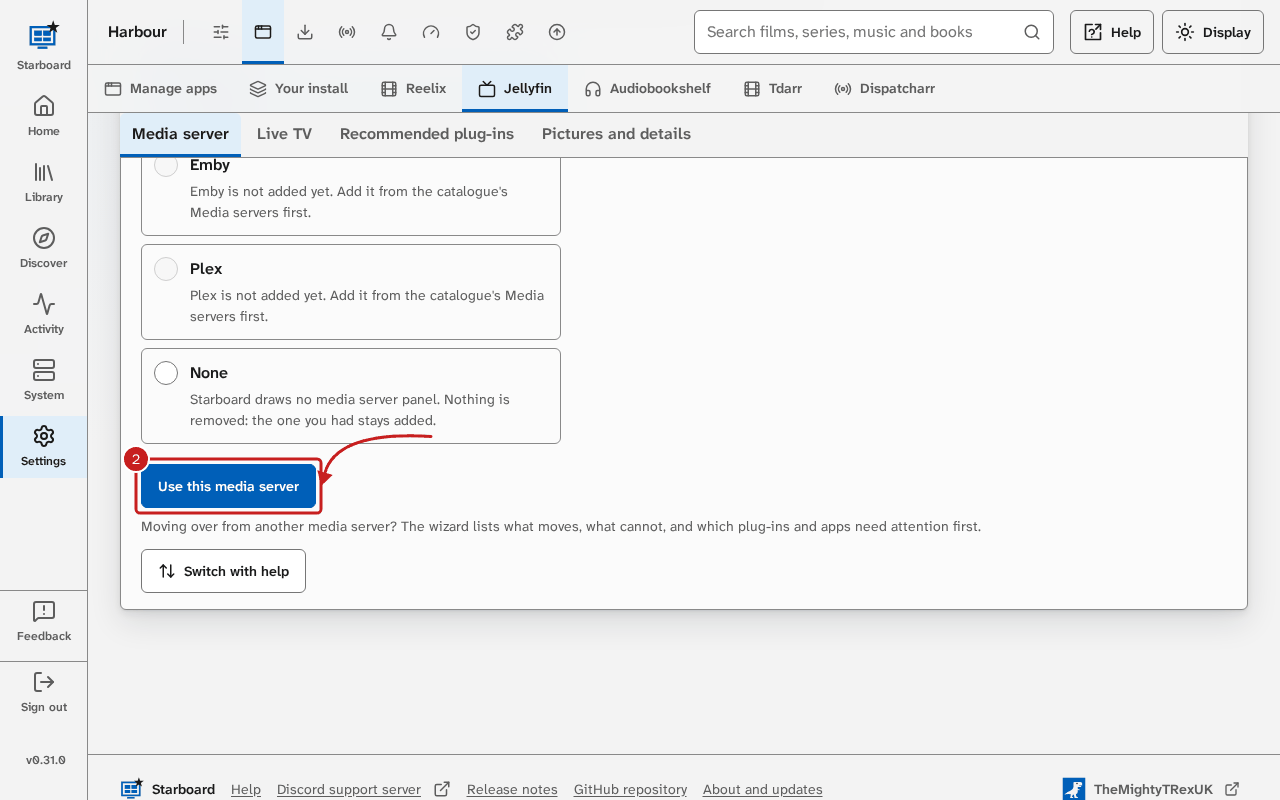 Starboard
Home
Library
Discover
Activity
System
Settings
Feedback
Sign out
v0.31.0
Harbour
Search films, series, music and books
Help
Display
Manage apps
Your install
Reelix
Jellyfin
Audiobookshelf
Tdarr
Dispatcharr
Media server
Live TV
Recommended plug-ins
Pictures and details
Emby
Emby is not added yet. Add it from the catalogue's
Media servers first.
Plex
Plex is not added yet. Add it from the catalogue's Media
servers first.
None
Starboard draws no media server panel. Nothing is
removed: the one you had stays added.
2
Use this media server
Moving over from another media server? The wizard lists what moves, what cannot, and which plug-ins and apps need attention first.
Switch with help
Starboard
Help
Discord support server
Release notes
GitHub repository
About and updates
TheMightyTRexUK